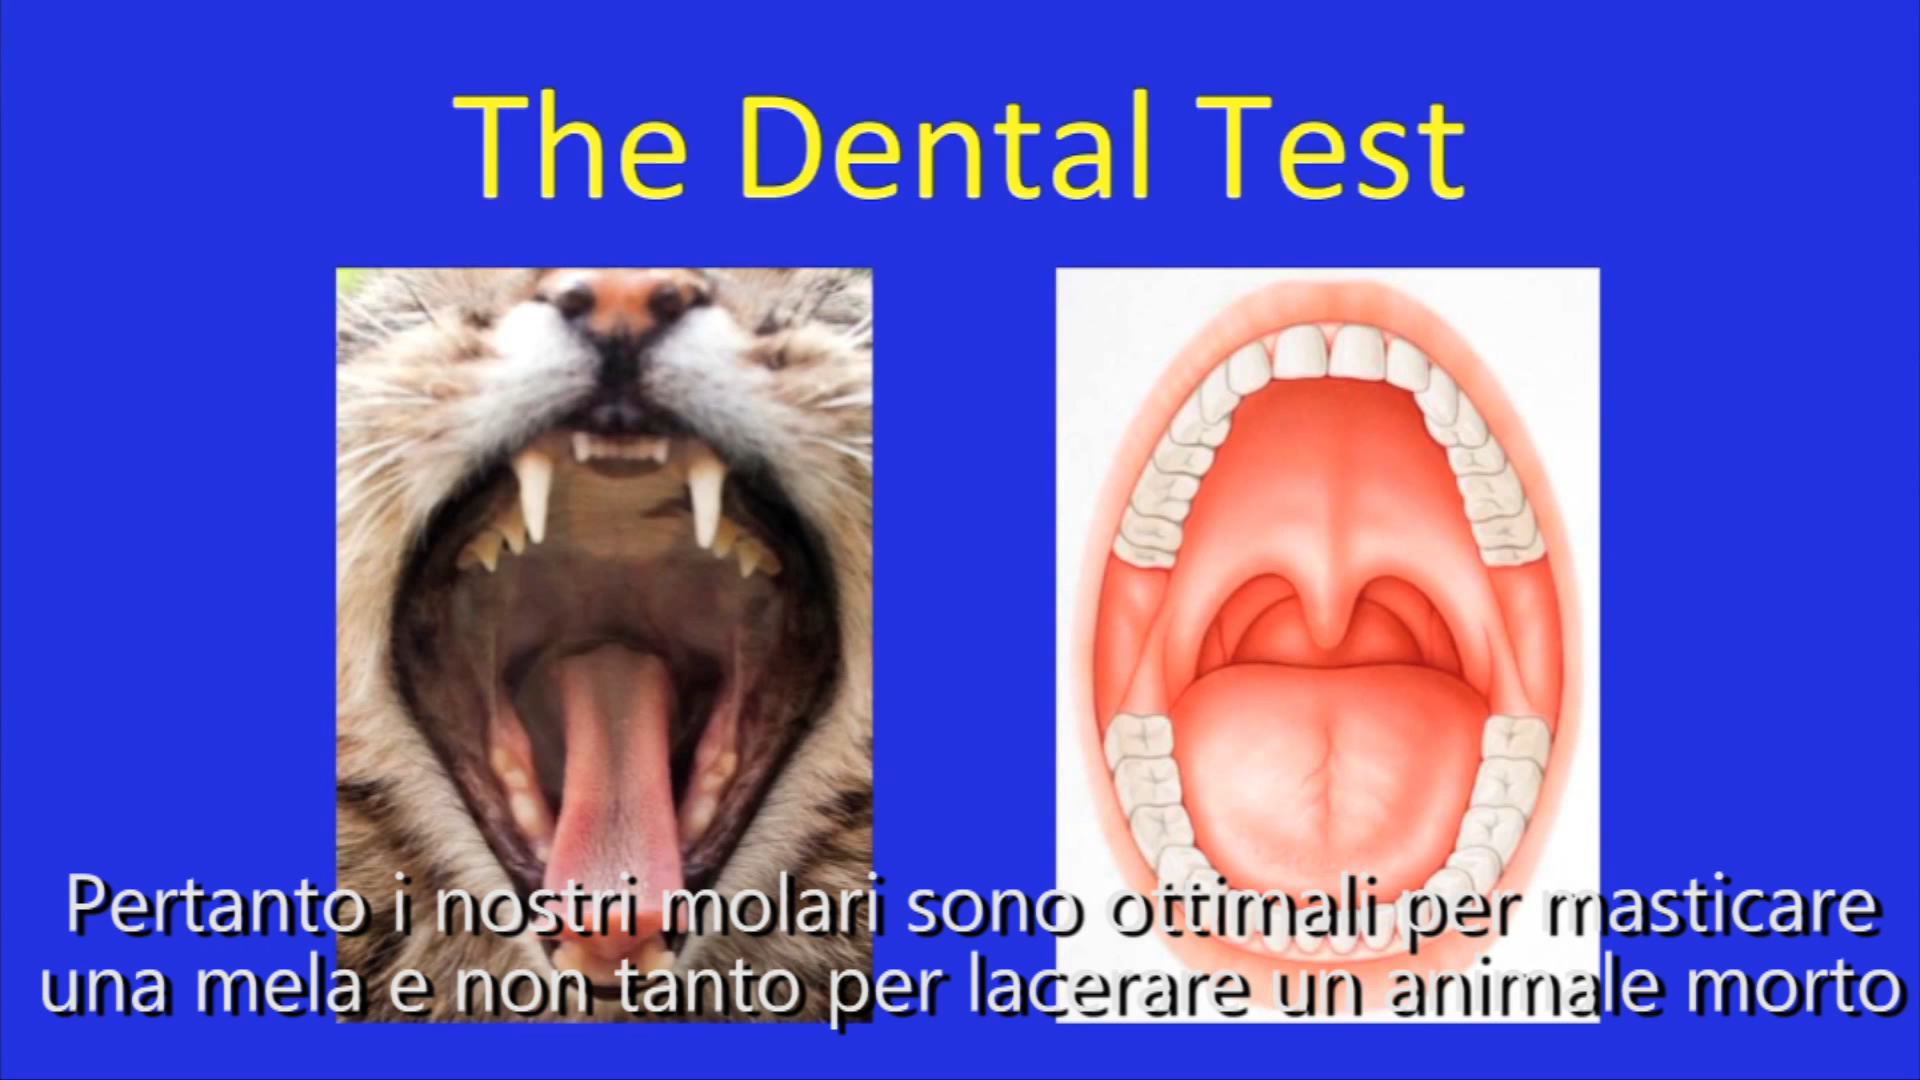 The Dental Test
Pertanto i nostri molari sono ottimali per masticare
una mela e non tanto per lacerare un animale morto